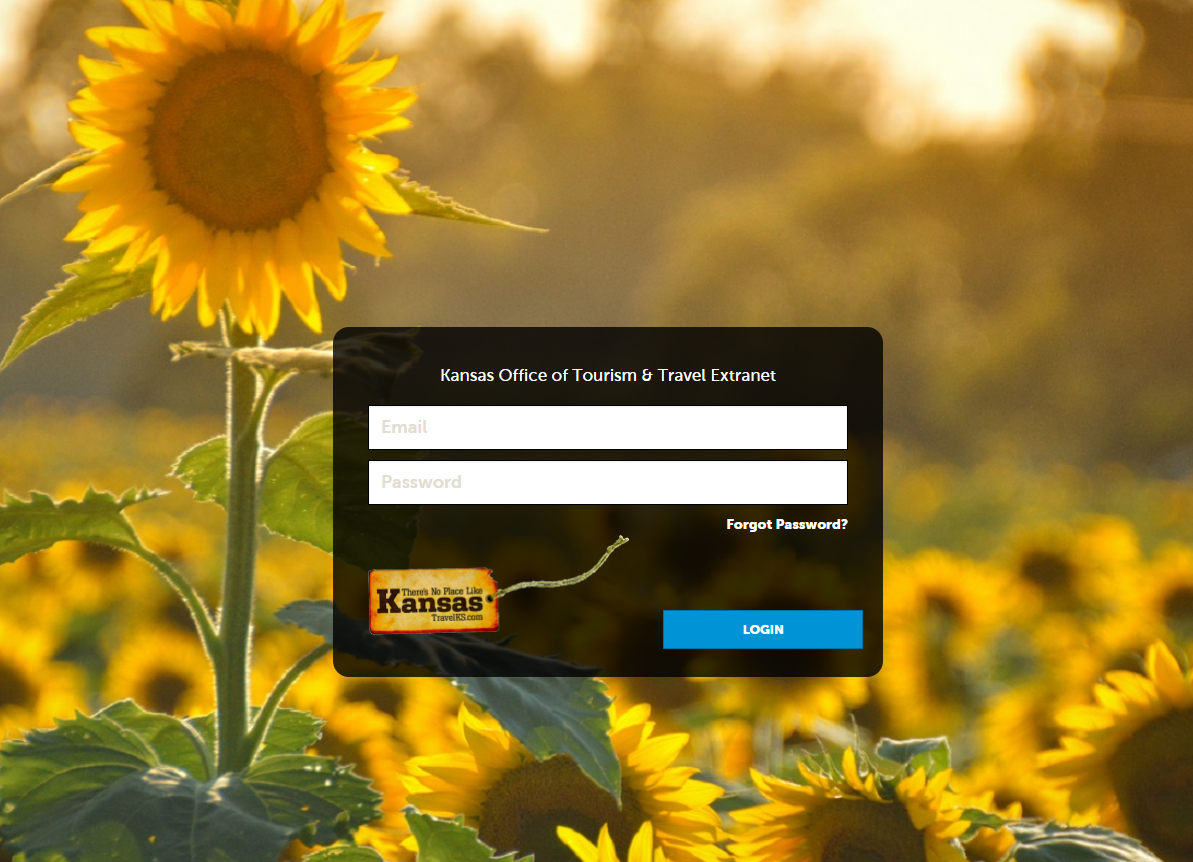 Kansas Office of Tourism & Travel Extranet
Email
Password
Forgot Password?
There's No Place Like
Kansas
TravelKS.com
LOGIN